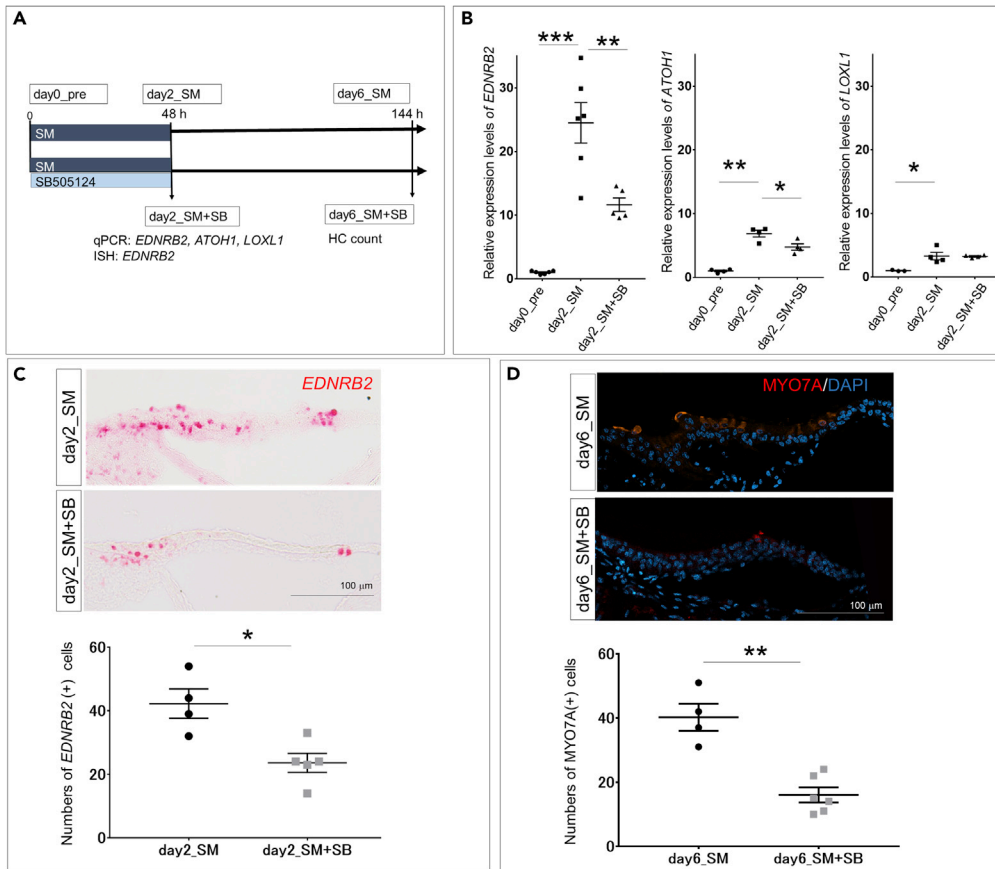 A
day0_pre
day2_SM
day6_SM
0
48 h
144 h
SM
SM
SB505124
day2_SM+SB
day6_SM+SB
qPCR: EDNRB2, ATOH1, LOXL1
ISH: EDNRB2
HC count
B
Relative expression levels of EDNRB2
30
20
10
0
***
**
day0_pre
day2_SM
day2_SM+SB
Relative expression levels of ATOH1
30
20
10
0
**
*
day0_pre
day2_SM
day2_SM+SB
Relative expression levels of LOXL1
30
20
10
0
*
day0_pre
day2_SM
day2_SM+SB
C
day2_SM
EDNRB2
*
day2_SM+SB
100 μm
Numbers of EDNRB2 (+) cells
60
40
20
0
*
day2_SM
day2_SM+SB
D
day6_SM
MYO7A/DAPI
day6_SM+SB
100 μm
Numbers of MYO7A(+) cells
60
40
20
0
**
day6_SM
day6_SM+SB